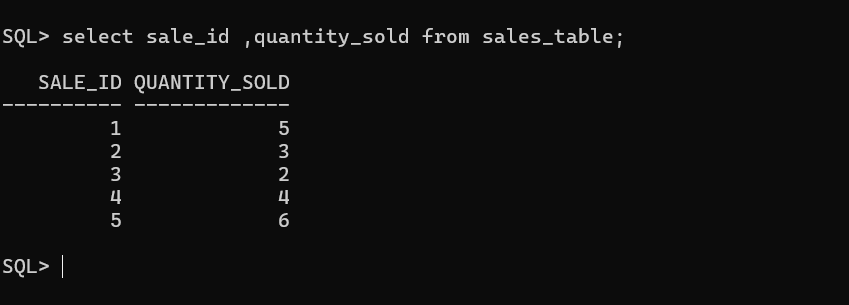 SQL> select sale_id ,quantity_sold from sales_table;
SALE_ID QUANTITY_SOLD
---------- -------------
1 5
2 3
3 2
4 4
5 6
SQL>